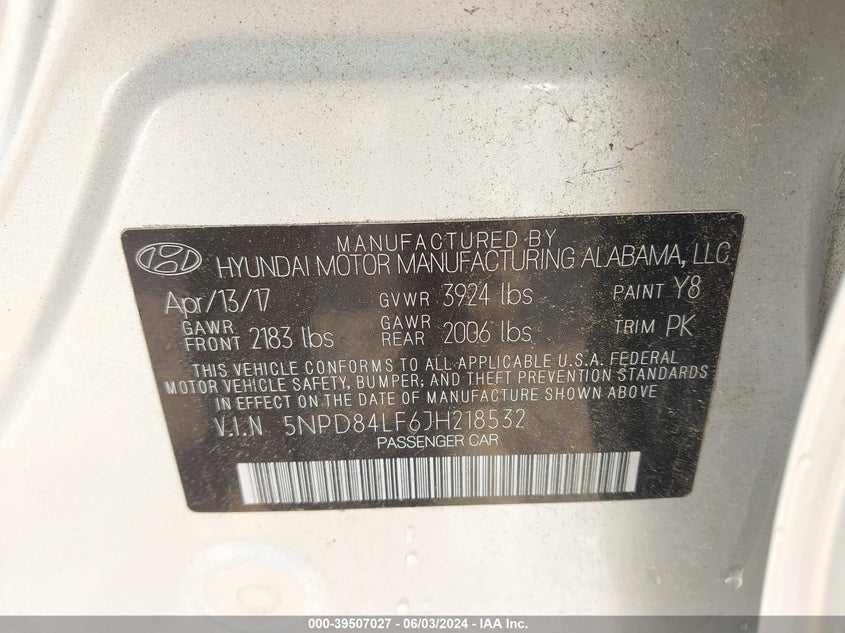 MANUFACTURED BY
HYUNDAI MOTOR MANUFACTURING ALABAMA, LLC
Apr/13/17 GVWR 3924 lbs PAINT Y8
GAWR FRONT 2183 lbs GAWR REAR 2006 lbs TRIM PK
THIS VEHICLE CONFORMS TO ALL APPLICABLE U.S.A. FEDERAL
MOTOR VEHICLE SAFETY, BUMPER, AND THEFT PREVENTION STANDARDS
IN EFFECT ON THE DATE OF MANUFACTURE SHOWN ABOVE
V.I.N 5NPD84LF6JH218532
PASSENGER CAR
000-39507027 - 06/03/2024 - IAA Inc.